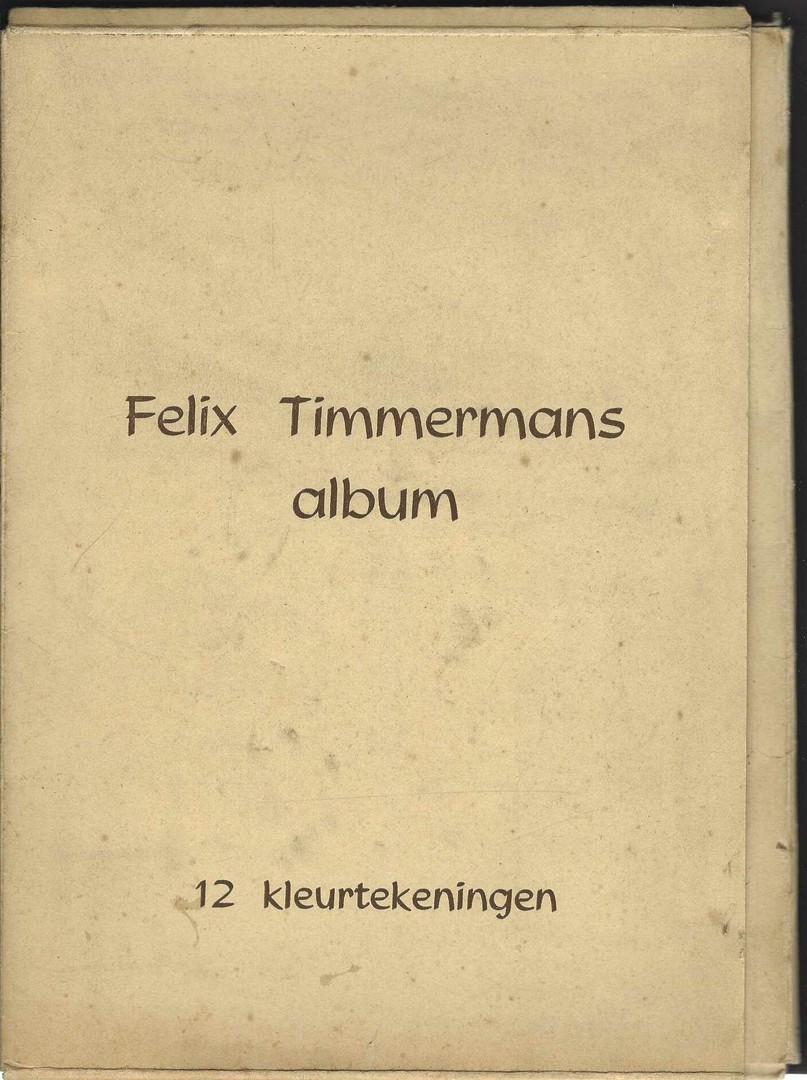 Felix Timmermans
album
12 kleurtekeningen